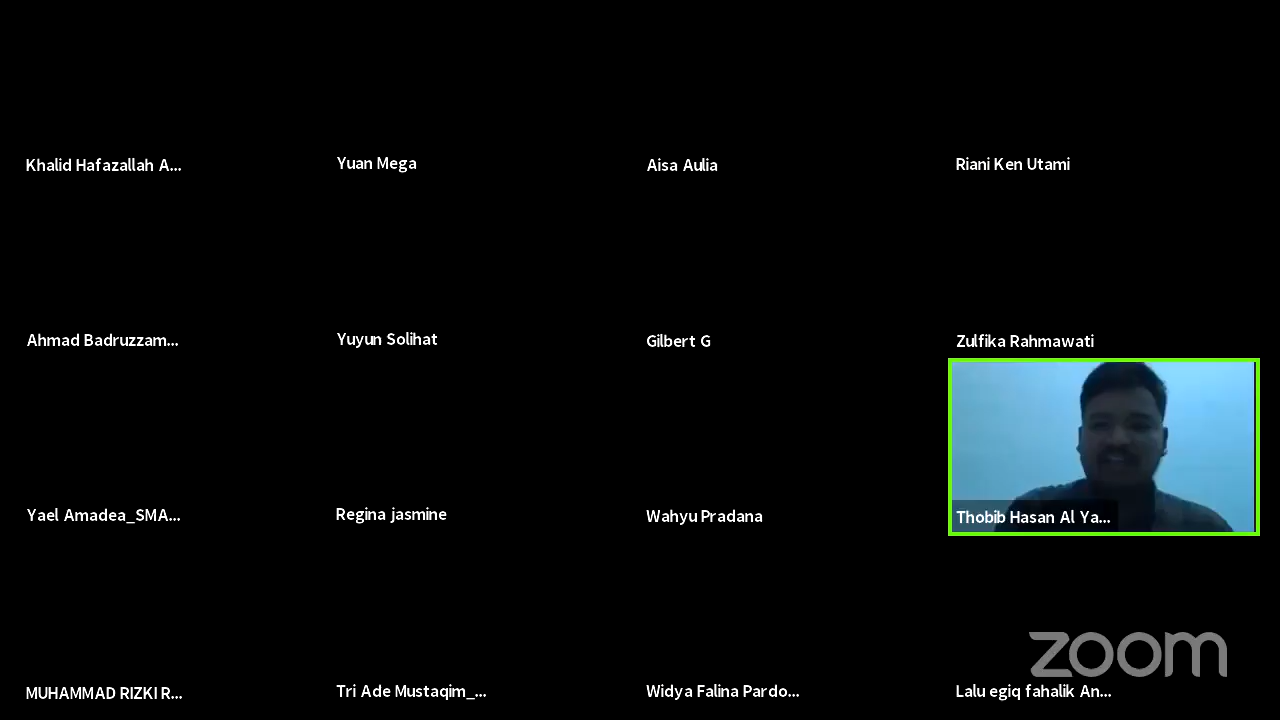 Khalid Hafazallah A...
Yuan Mega
Aisa Aulia
Riani Ken Utami
Ahmad Badruzzam...
Yuyun Solihat
Gilbert G
Zulfika Rahmawati
Yael Amadea_SMA...
Regina jasmine
Wahyu Pradana
Thobib Hasan Al Ya...
zoom
MUHAMMAD RIZKI R...
Tri Ade Mustaqim_...
Widya Falina Pardo...
Lalu egiq fahalik An...